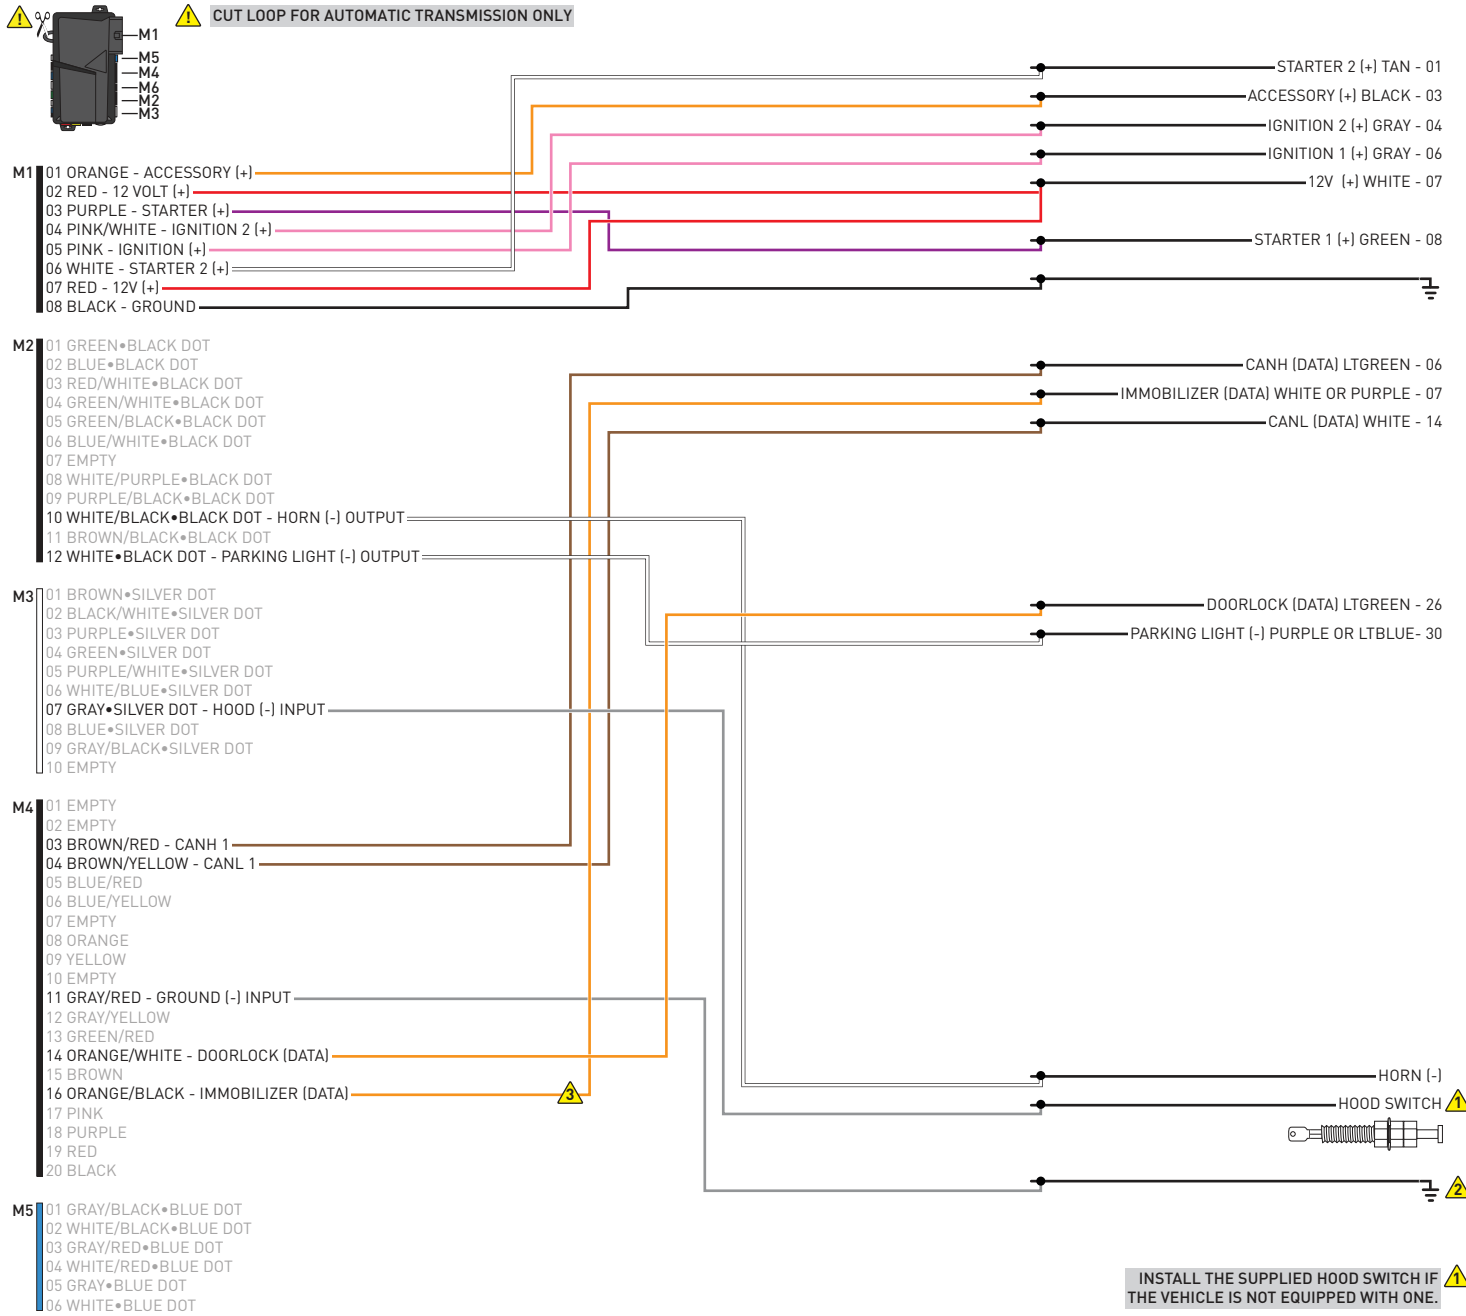 CUT LOOP FOR AUTOMATIC TRANSMISSION ONLY
M1
M5
M4
M6
M2
M3
STARTER 2 (+) TAN - 01
ACCESSORY (+) BLACK - 03
IGNITION 2 (+) GRAY - 04
IGNITION 1 (+) GRAY - 06
12V (+) WHITE - 07
STARTER 1 (+) GREEN - 08
M1
01 ORANGE - ACCESSORY (+)
02 RED - 12 VOLT (+)
03 PURPLE - STARTER (+)
04 PINK/WHITE - IGNITION 2 (+)
05 PINK - IGNITION (+)
06 WHITE - STARTER 2 (+)
07 RED - 12V (+)
08 BLACK - GROUND
M2
01 GREEN•BLACK DOT
02 BLUE•BLACK DOT
03 RED/WHITE•BLACK DOT
04 GREEN/WHITE•BLACK DOT
05 GREEN/BLACK•BLACK DOT
06 BLUE/WHITE•BLACK DOT
07 EMPTY
08 WHITE/PURPLE•BLACK DOT
09 PURPLE/BLACK•BLACK DOT
10 WHITE/BLACK•BLACK DOT - HORN (-) OUTPUT
11 BROWN/BLACK•BLACK DOT
12 WHITE•BLACK DOT - PARKING LIGHT (-) OUTPUT
CANH (DATA) LTGREEN - 06
IMMOBILIZER (DATA) WHITE OR PURPLE - 07
CANL (DATA) WHITE - 14
M3
01 BROWN•SILVER DOT
02 BLACK/WHITE•SILVER DOT
03 PURPLE•SILVER DOT
04 GREEN•SILVER DOT
05 PURPLE/WHITE•SILVER DOT
06 WHITE/BLUE•SILVER DOT
07 GRAY•SILVER DOT - HOOD (-) INPUT
08 BLUE•SILVER DOT
09 GRAY/BLACK•SILVER DOT
10 EMPTY
DOORLOCK (DATA) LTGREEN - 26
PARKING LIGHT (-) PURPLE OR LTBLUE- 30
M4
01 EMPTY
02 EMPTY
03 BROWN/RED - CANH 1
04 BROWN/YELLOW - CANL 1
05 BLUE/RED
06 BLUE/YELLOW
07 EMPTY
08 ORANGE
09 YELLOW
10 EMPTY
11 GRAY/RED - GROUND (-) INPUT
12 GRAY/YELLOW
13 GREEN/RED
14 ORANGE/WHITE - DOORLOCK (DATA)
15 BROWN
16 ORANGE/BLACK - IMMOBILIZER (DATA)
17 PINK
18 PURPLE
19 RED
20 BLACK
3
HORN (-)
HOOD SWITCH 1
2
M5
01 GRAY/BLACK•BLUE DOT
02 WHITE/BLACK•BLUE DOT
03 GRAY/RED•BLUE DOT
04 WHITE/RED•BLUE DOT
05 GRAY•BLUE DOT
06 WHITE•BLUE DOT
INSTALL THE SUPPLIED HOOD SWITCH IF 1
THE VEHICLE IS NOT EQUIPPED WITH ONE.